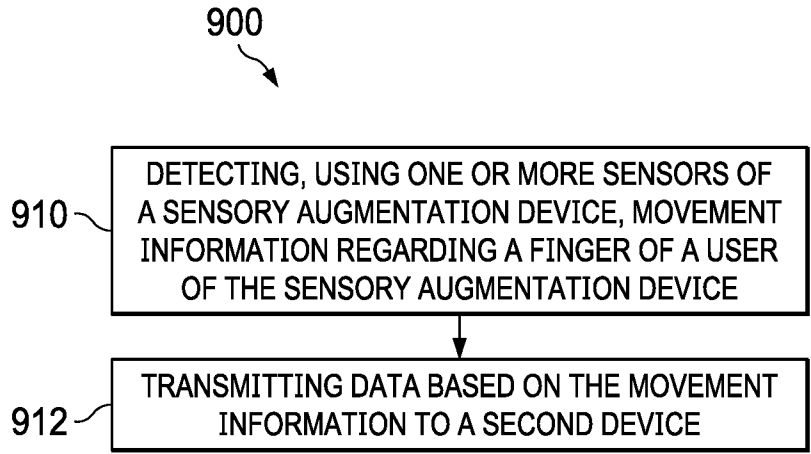 900
910
DETECTING, USING ONE OR MORE SENSORS OF
A SENSORY AUGMENTATION DEVICE, MOVEMENT
INFORMATION REGARDING A FINGER OF A USER
OF THE SENSORY AUGMENTATION DEVICE
912
TRANSMITTING DATA BASED ON THE MOVEMENT
INFORMATION TO A SECOND DEVICE